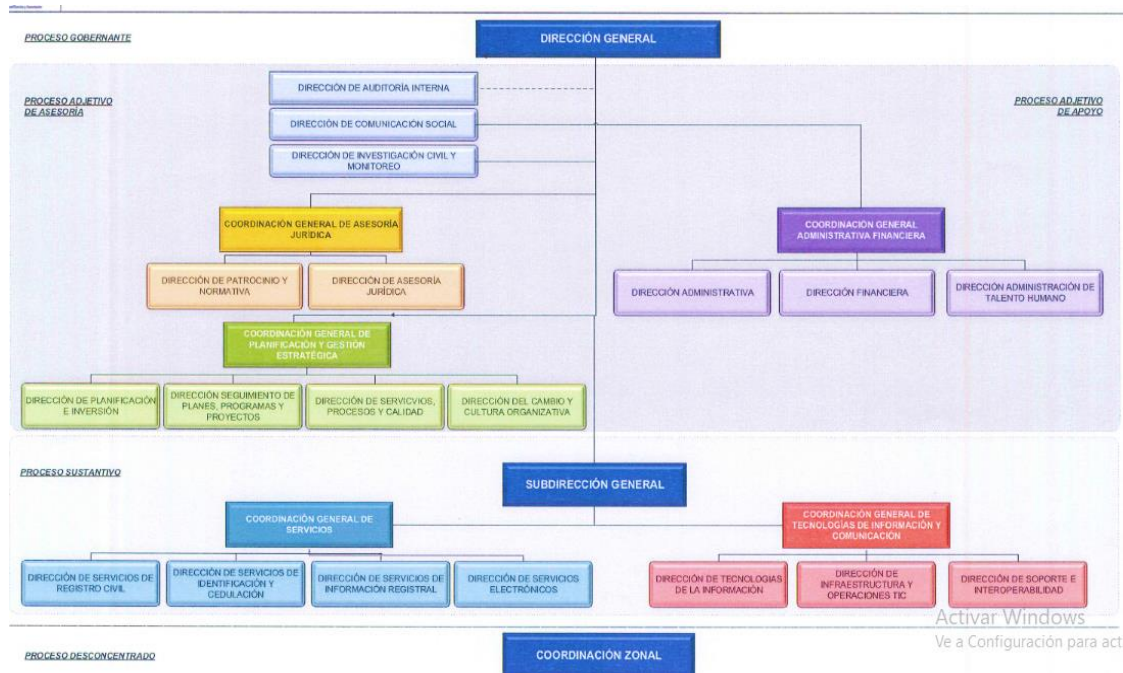 PROCESO GOBERNANTE
DIRECCIÓN GENERAL
PROCESO ADJETIVO
DE ASESORÍA
DIRECCIÓN DE AUDITORÍA INTERNA
DIRECCIÓN DE COMUNICACIÓN SOCIAL
DIRECCIÓN DE INVESTIGACIÓN CIVIL Y
MONITOREO
PROCESO ADJETIVO
DE APOYO
COORDINACIÓN GENERAL DE ASESORÍA
JURÍDICA
DIRECCIÓN DE PATROCINIO Y
NORMATIVA
DIRECCIÓN DE ASESORÍA
JURÍDICA
COORDINACIÓN GENERAL
ADMINISTRATIVA FINANCIERA
DIRECCIÓN ADMINISTRATIVA
DIRECCIÓN FINANCIERA
DIRECCIÓN ADMINISTRACIÓN DE
TALENTO HUMANO
COORDINACIÓN GENERAL DE
PLANIFICACIÓN Y GESTIÓN
ESTRATÉGICA
DIRECCIÓN DE PLANIFICACIÓN
E INVERSIÓN
DIRECCIÓN SEGUIMIENTO DE
PLANES, PROGRAMAS Y
PROYECTOS
DIRECCIÓN DE SERVICVIOS,
PROCESOS Y CALIDAD
DIRECCIÓN DEL CAMBIO Y
CULTURA ORGANIZATIVA
PROCESO SUSTANTIVO
SUBDIRECCIÓN GENERAL
COORDINACIÓN GENERAL DE
SERVICIOS
DIRECCIÓN DE SERVICIOS DE
REGISTRO CIVIL
DIRECCIÓN DE SERVICIOS DE
IDENTIFICACIÓN Y
CEDULACIÓN
DIRECCIÓN DE SERVICIOS DE
INFORMACIÓN REGISTRAL
DIRECCIÓN DE SERVICIOS
ELECTRÓNICOS
COORDINACIÓN GENERAL DE
TECNOLOGÍAS DE INFORMACIÓN Y
COMUNICACIÓN
DIRECCIÓN DE TECNOLOGIAS
DE LA INFORMACIÓN
DIRECCIÓN DE
INFRAESTRUCTURA Y
OPERACIONES TIC
DIRECCIÓN DE SOPORTE E
INTEROPERABILIDAD
Activar Windows
Ve a Configuración para act
PROCESO DESCONCENTRADO
COORDINACIÓN ZONAL